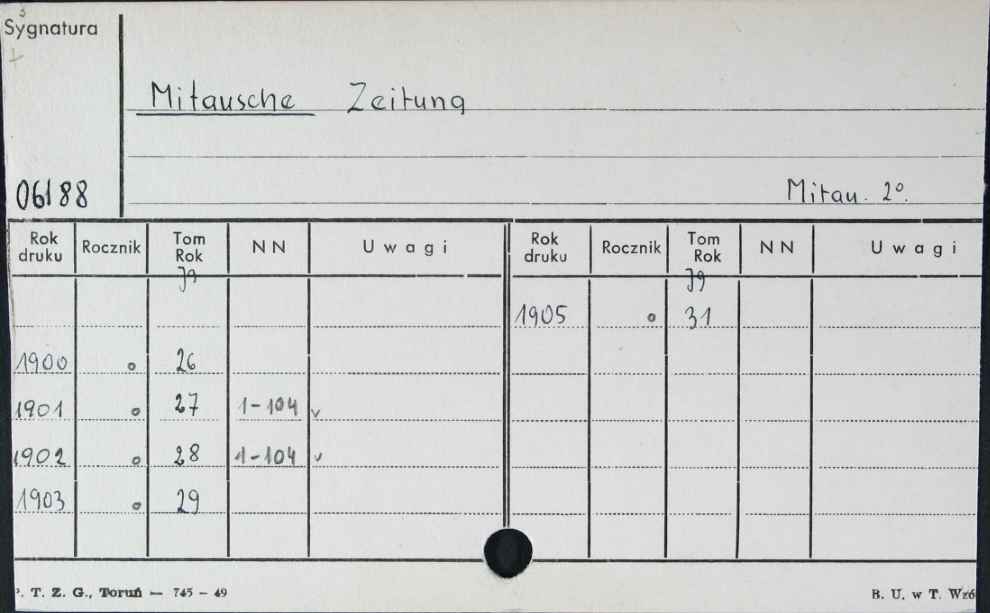 Sygnatura
Mitausche Zeitung
06188
Mitau. 2°.
Rok druku Rocznik Tom Rok NN Uwagi
Jg
1900 o 26
1901 o 27 1-104 v
1902 o 28 1-104 v
1903 o 29
Rok druku Rocznik Tom Rok NN Uwagi
Jg
1905 o 31
. T. Z. G., Toruń — 745 - 49
B. U. w T. Wzó